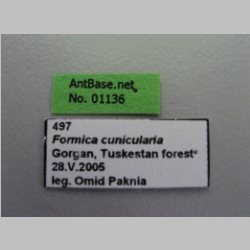 AntBase.net
No. 01136
497
Formica cunicularia
Gorgan, Tuskestan forest*
28.V.2005
leg. Omid Paknia